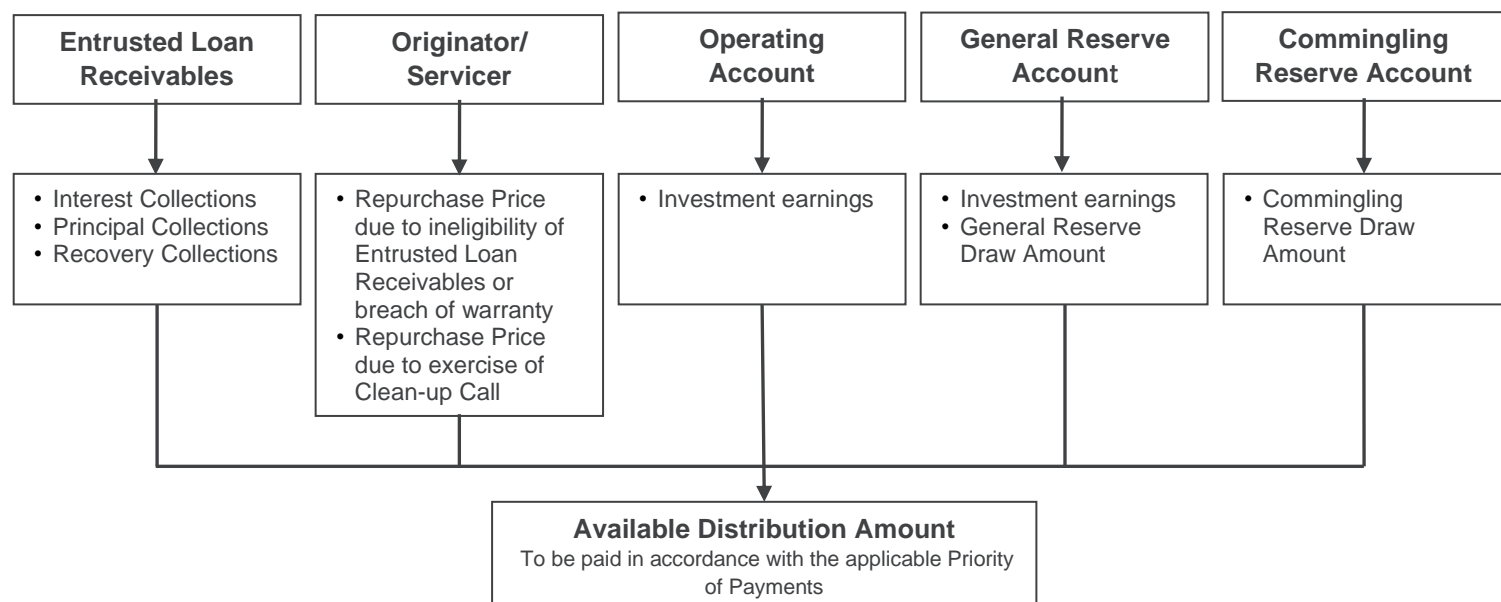 Entrusted Loan
Receivables
Originator/
Servicer
Operating
Account
General Reserve
Account
Commingling
Reserve Account
• Interest Collections
• Principal Collections
• Recovery Collections
• Repurchase Price
due to ineligibility of
Entrusted Loan
Receivables or
breach of warranty
• Repurchase Price
due to exercise of
Clean-up Call
• Investment earnings
• Investment earnings
• General Reserve
Draw Amount
• Commingling
Reserve Draw
Amount
Available Distribution Amount
To be paid in accordance with the applicable Priority
of Payments